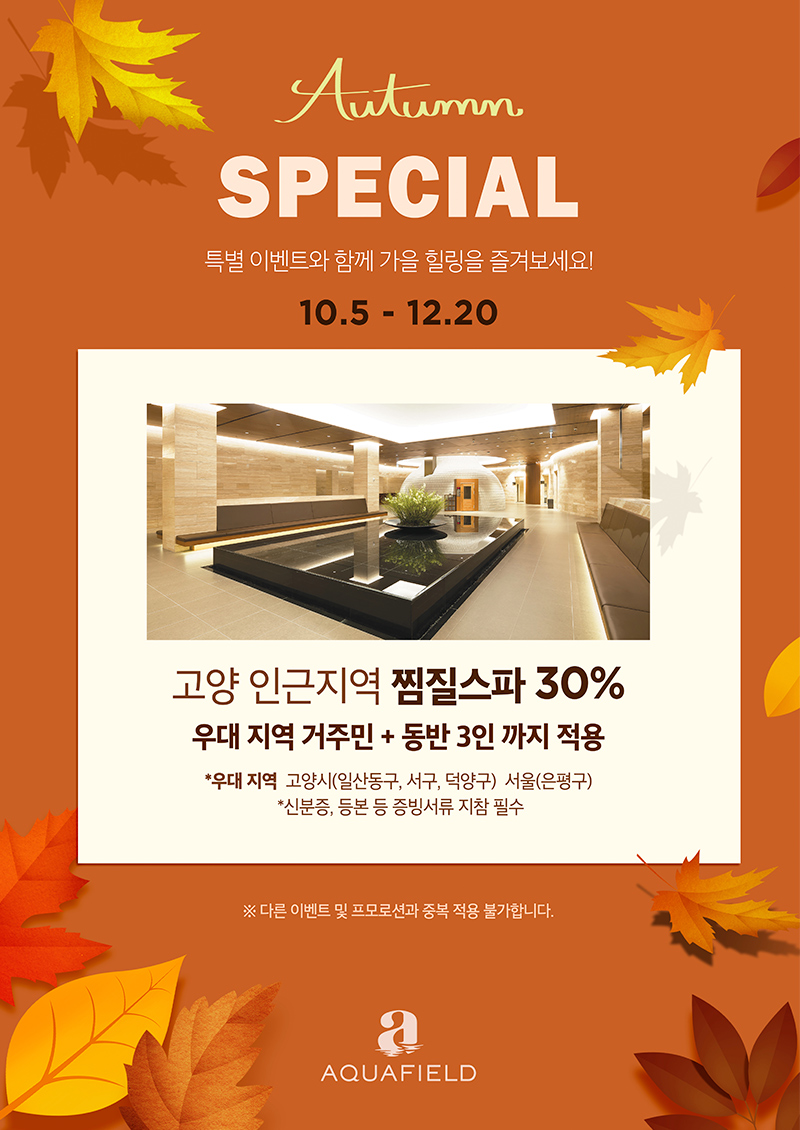 Autumn
SPECIAL
특별 이벤트와 함께 가을 힐링을 즐겨보세요!
10.5 - 12.20
고양 인근지역 찜질스파 30%
우대 지역 거주민 + 동반 3인 까지 적용
*우대 지역 고양시(일산동구, 서구, 덕양구) 서울(은평구)
*신분증, 등본 등 증빙서류 지참 필수
※ 다른 이벤트 및 프모로션과 중복 적용 불가합니다.
a
AQUAFIELD